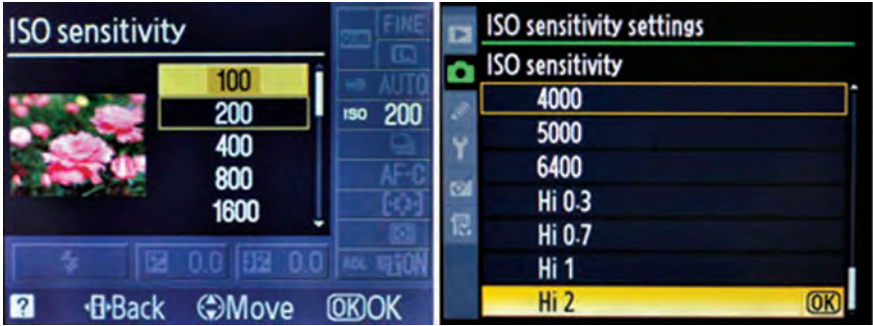 ISO sensitivity
FINE
100
AUTO
200
ISO 200
400
800
AF-C
1600
0.0
0.0
ON
? Back Move OK OK
ISO sensitivity settings
ISO sensitivity
4000
5000
6400
Hi 0.3
Hi 0.7
Hi 1
Hi 2 OK